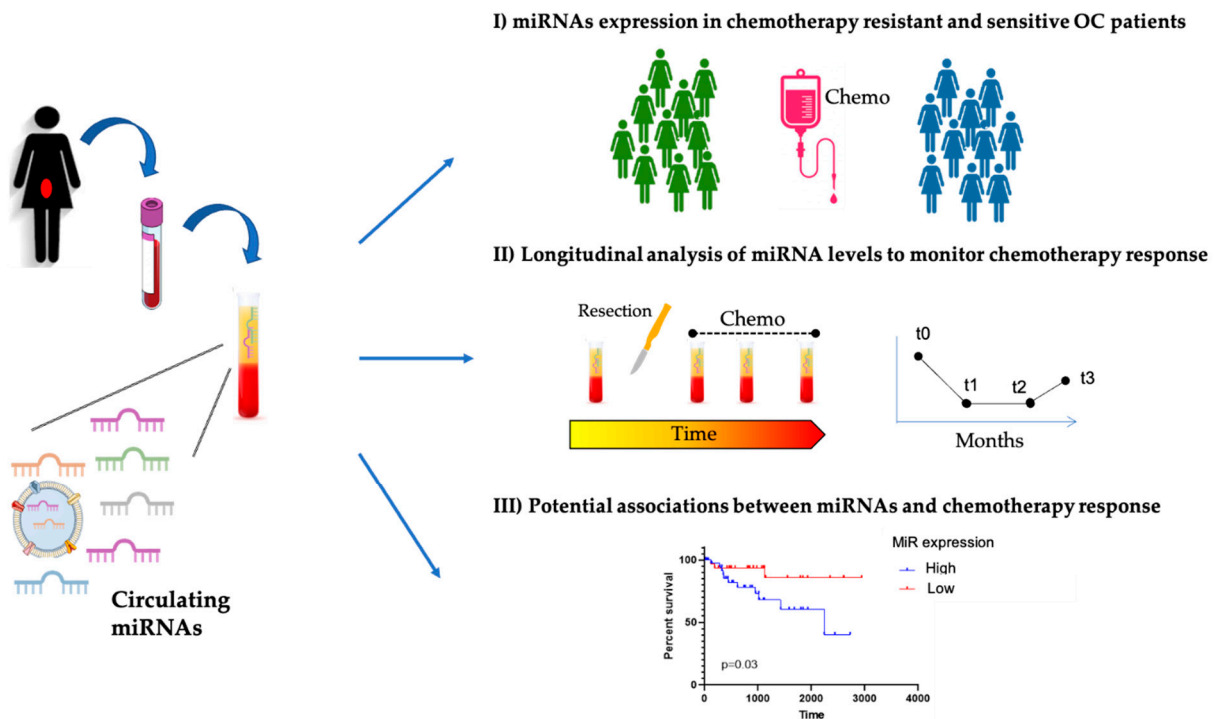 I) miRNAs expression in chemotherapy resistant and sensitive OC patients
Chemo
II) Longitudinal analysis of miRNA levels to monitor chemotherapy response
Resection
Chemo
Time
t0
t1
t2
t3
Months
Circulating
miRNAs
III) Potential associations between miRNAs and chemotherapy response
MiR expression
High
Low
Percent survival
100
50
0
p=0.03
0
1000
2000
3000
4000
Time